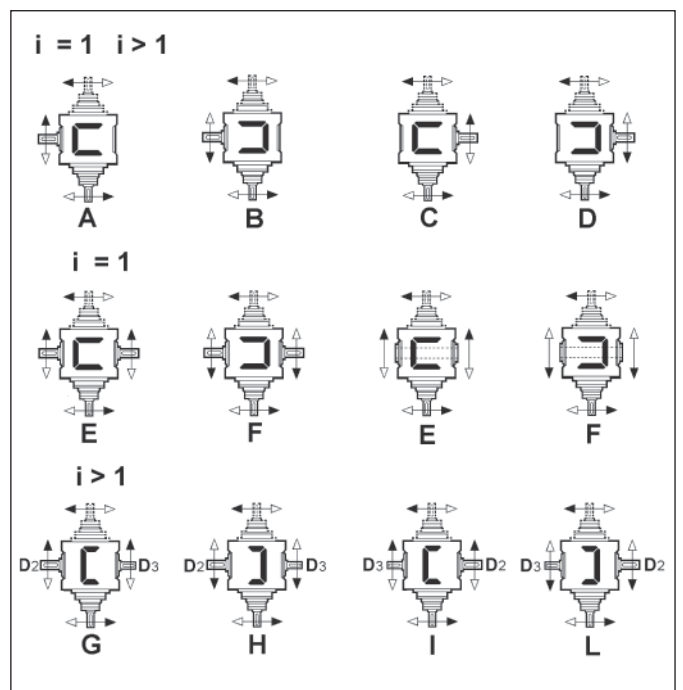 i = 1 i > 1
A B C D
i = 1
E F E F
i > 1
D2 D3 D2 D3 D3 D2 D3 D2
G H I L